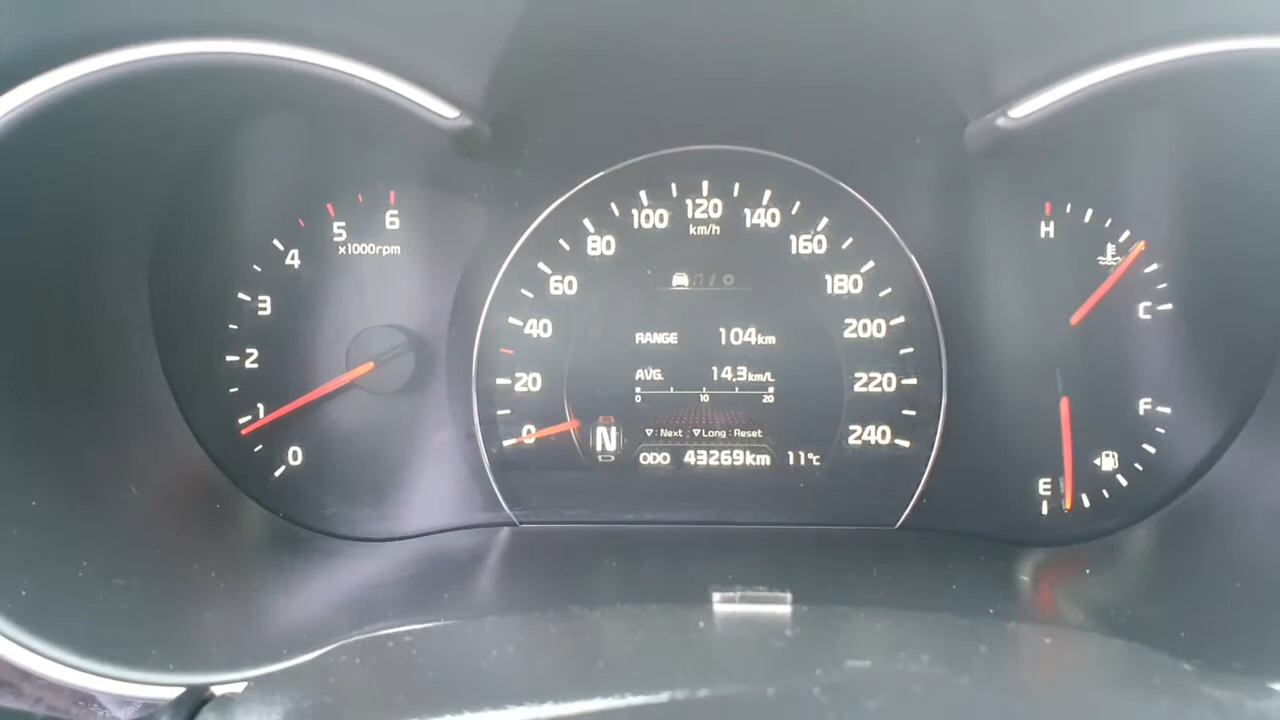 6
5
x1000rpm
4
3
2
1
0
120
100
140
km/h
80
160
60
180
40
200
20
220
0
240
RANGE 104km
AVG. 14.3km/L
0 10 20
▽: Next ▽Long: Reset
N
D
ODO 43269km 11℃
H
C
F
E